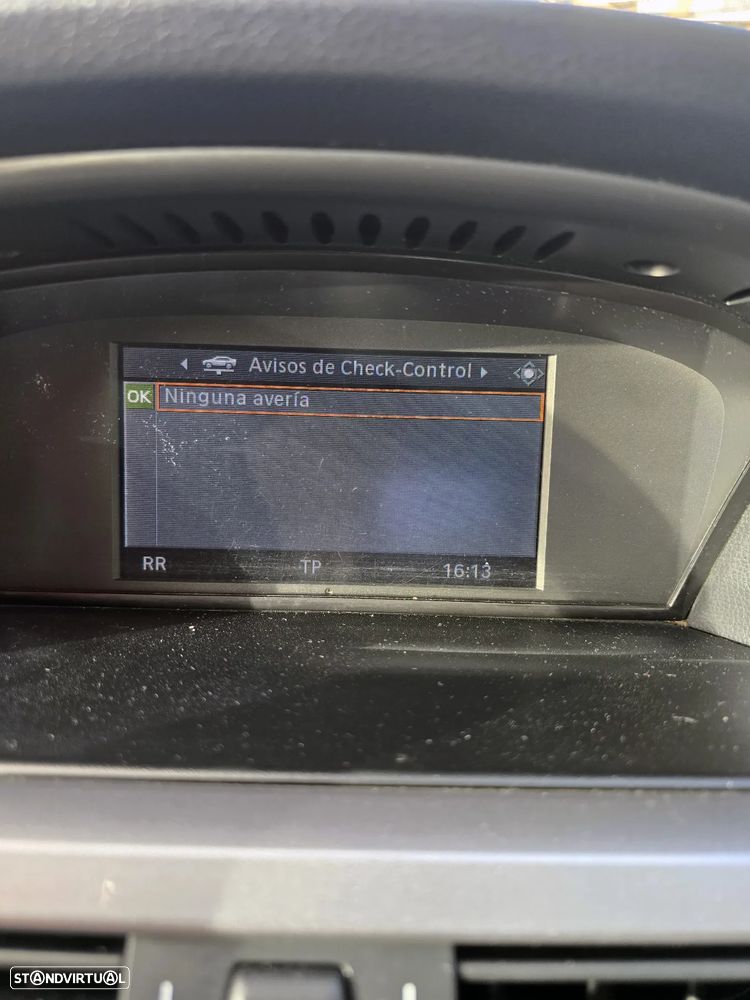 Avisos de Check-Control
OK Ninguna avería
RR TP 16:13
STANDVIRTUAL